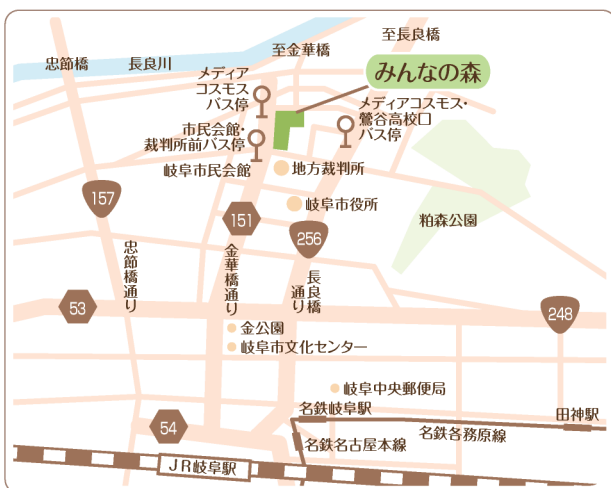 忠節橋
長良川
至金華橋
至長良橋
みんなの森
メディア
コスモス
バス停
メディアコスモス・
鶯谷高校口
バス停
市民会館・
裁判所前バス停
岐阜市民会館
地方裁判所
岐阜市役所
粕森公園
157
151
256
忠節橋通り
金華橋通り
長良橋
通り
53
248
金公園
岐阜市文化センター
岐阜中央郵便局
名鉄岐阜駅
田神駅
54
名鉄名古屋本線
名鉄各務原線
JR岐阜駅